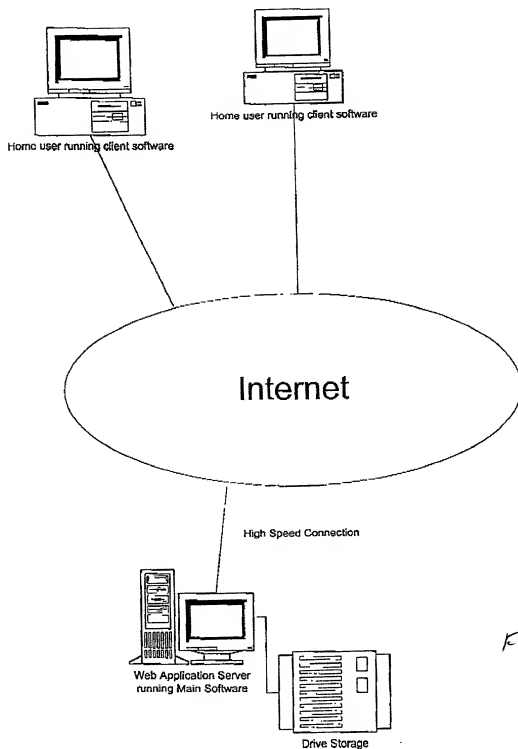 Home user running client software
Home user running client software
Internet
High Speed Connection
Web Application Server
running Main Software
Drive Storage